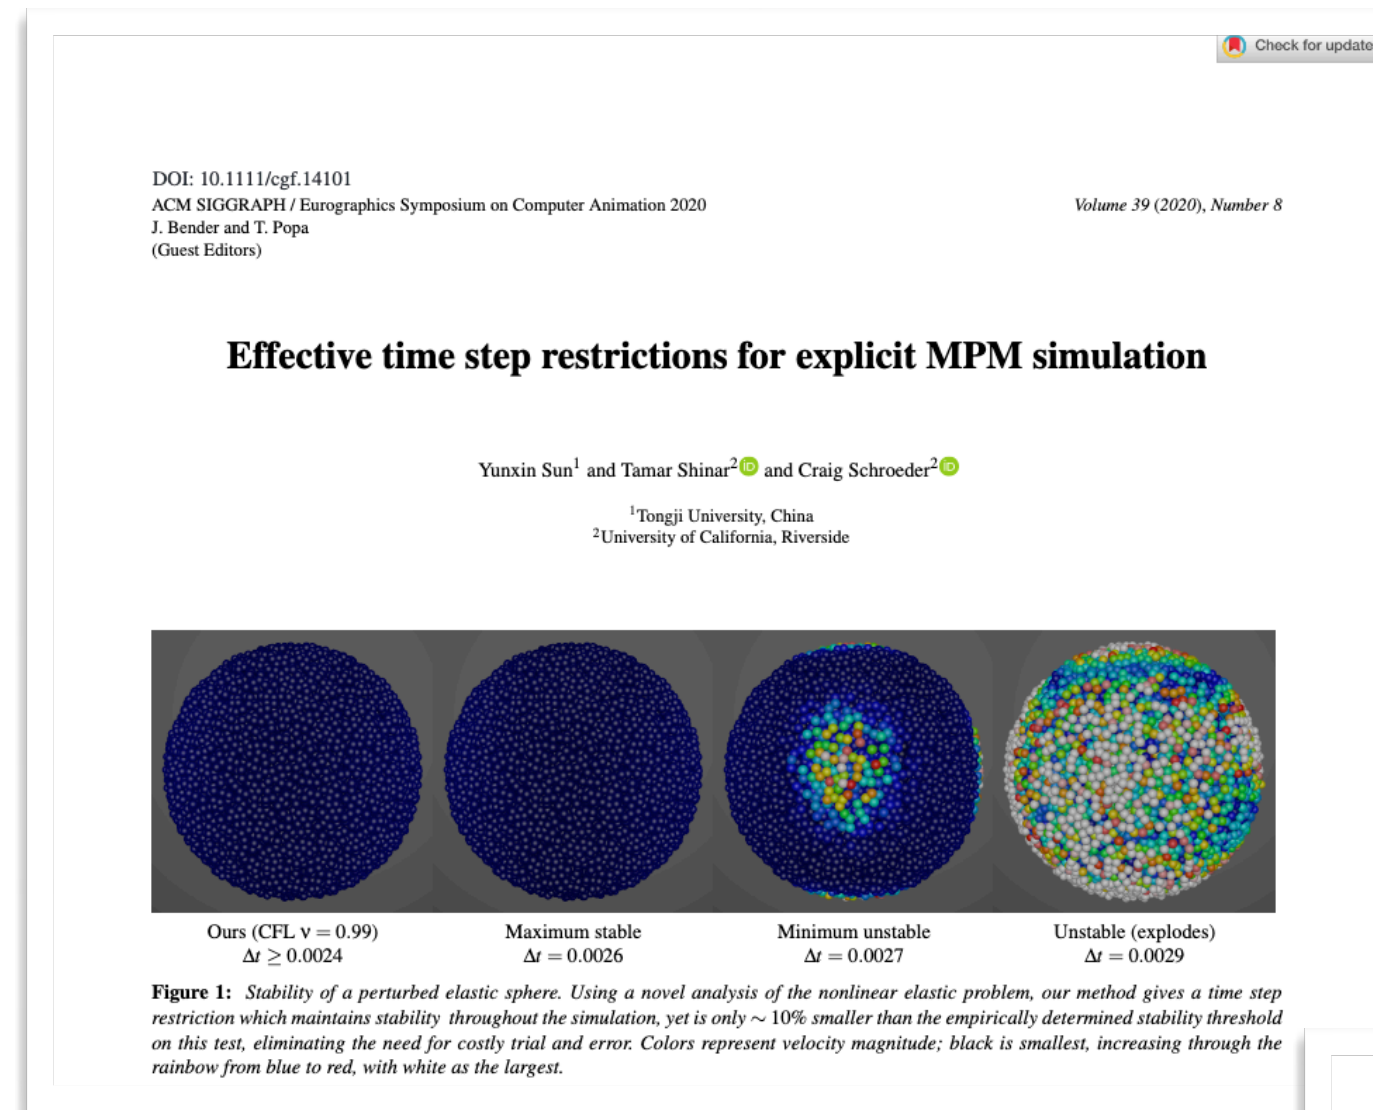 Check for update
DOI: 10.1111/cgf.14101
ACM SIGGRAPH / Eurographics Symposium on Computer Animation 2020
Volume 39 (2020), Number 8
J. Bender and T. Popa
(Guest Editors)
Effective time step restrictions for explicit MPM simulation
Yunxin Sun¹ and Tamar Shinar² iD and Craig Schroeder² iD
¹Tongji University, China
²University of California, Riverside
Ours (CFL ν = 0.99)
Δt ≥ 0.0024
Maximum stable
Δt = 0.0026
Minimum unstable
Δt = 0.0027
Unstable (explodes)
Δt = 0.0029
Figure 1: Stability of a perturbed elastic sphere. Using a novel analysis of the nonlinear elastic problem, our method gives a time step
restriction which maintains stability throughout the simulation, yet is only ∼ 10% smaller than the empirically determined stability threshold
on this test, eliminating the need for costly trial and error. Colors represent velocity magnitude; black is smallest, increasing through the
rainbow from blue to red, with white as the largest.